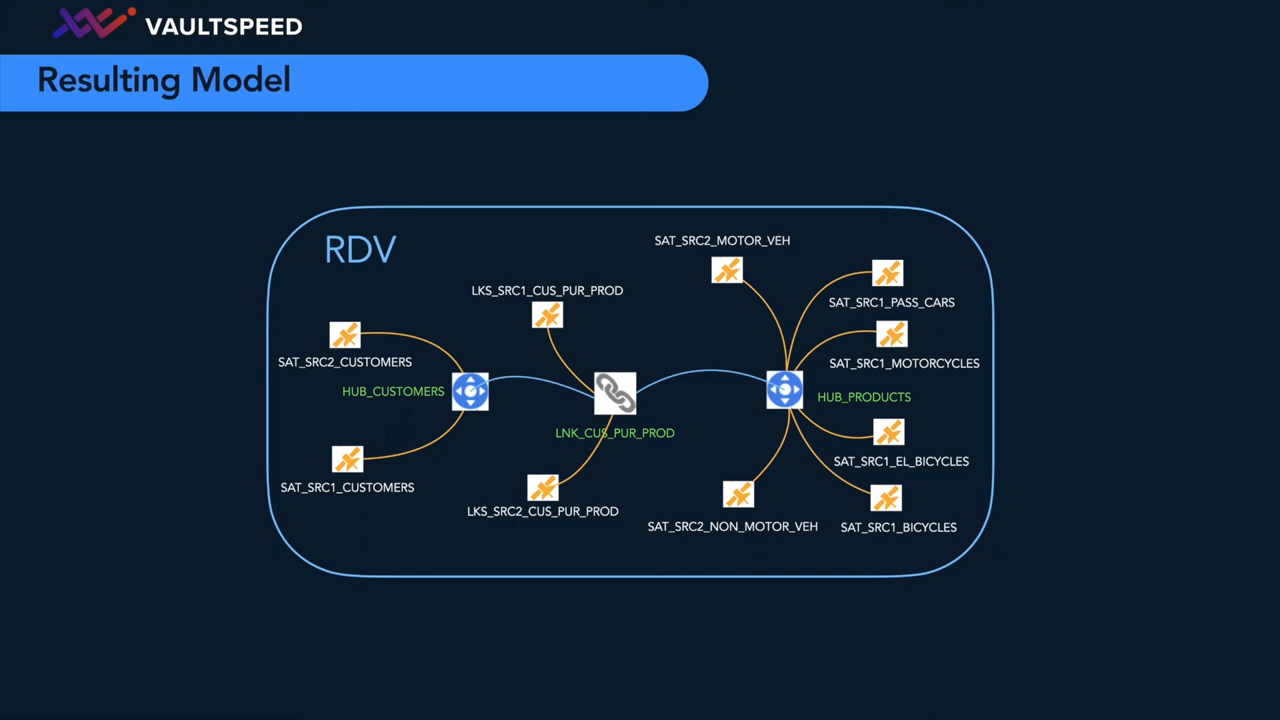 VAULTSPEED
Resulting Model
RDV
SAT_SRC2_MOTOR_VEH
LKS_SRC1_CUS_PUR_PROD
SAT_SRC1_PASS_CARS
SAT_SRC2_CUSTOMERS
SAT_SRC1_MOTORCYCLES
HUB_CUSTOMERS
HUB_PRODUCTS
LNK_CUS_PUR_PROD
SAT_SRC1_EL_BICYCLES
SAT_SRC1_CUSTOMERS
LKS_SRC2_CUS_PUR_PROD
SAT_SRC2_NON_MOTOR_VEH
SAT_SRC1_BICYCLES